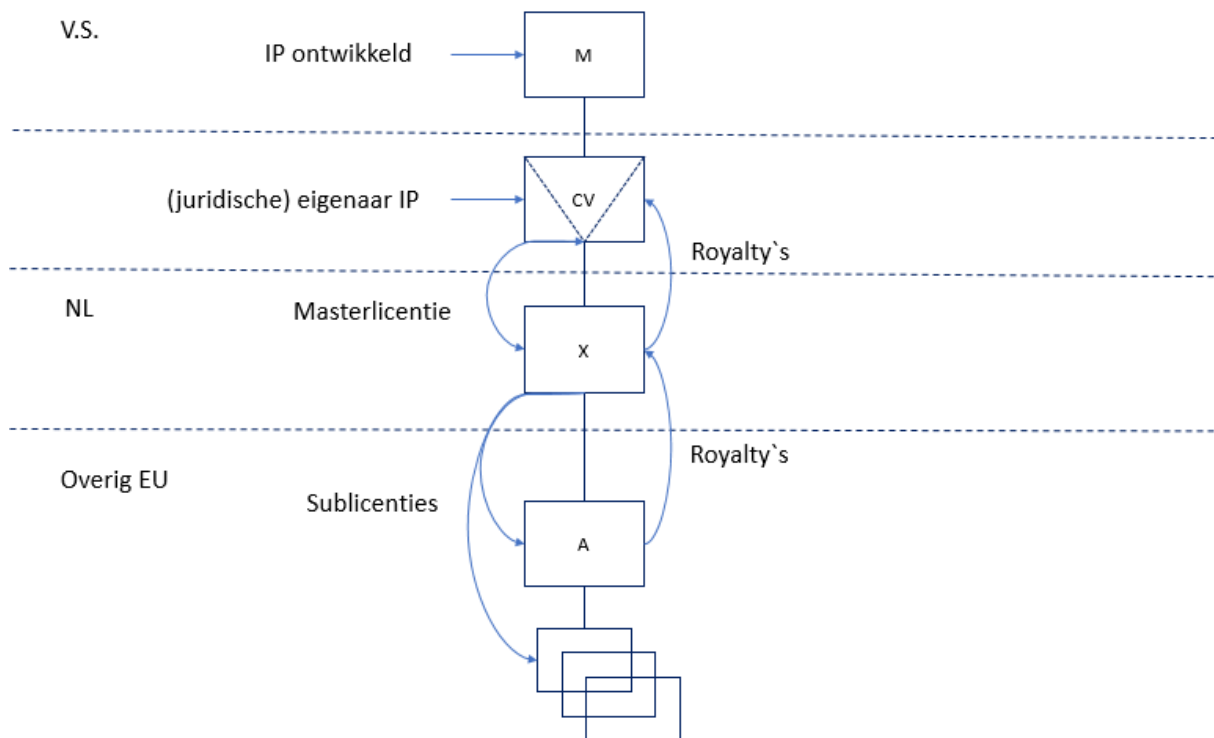 V.S.
IP ontwikkeld
M
(juridische) eigenaar IP
CV
Royalty`s
NL
Masterlicentie
X
Royalty`s
Overig EU
Sublicenties
A